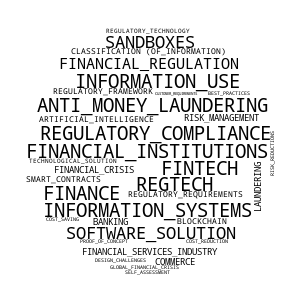 REGULATORY_TECHNOLOGY
SANDBOXES
CLASSIFICATION (OF_INFORMATION)
FINANCIAL_REGULATION
INFORMATION_USE
REGULATORY_FRAMEWORK
CUSTOMER_REQUIREMENTS
BEST_PRACTICES
ANTI_MONEY_LAUNDERING
ARTIFICIAL_INTELLIGENCE
RISK_MANAGEMENT
REGULATORY_COMPLIANCE
RISK_REDUCTIONS
FINANCIAL_INSTITUTIONS
TECHNOLOGICAL_SOLUTION
FINTECH
FINANCIAL_CRISIS
LAUNDERING
SMART_CONTRACTS
REGTECH
FINANCE
REGULATORY_REQUIREMENTS
INFORMATION_SYSTEMS
COST_SAVING
BANKING
BLOCKCHAIN
SOFTWARE_SOLUTION
PROOF_OF_CONCEPT
COST_REDUCTION
FINANCIAL_SERVICES_INDUSTRY
DESIGN_CHALLENGES
COMMERCE
GLOBAL_FINANCIAL_CRISIS
SELF_ASSESSMENT